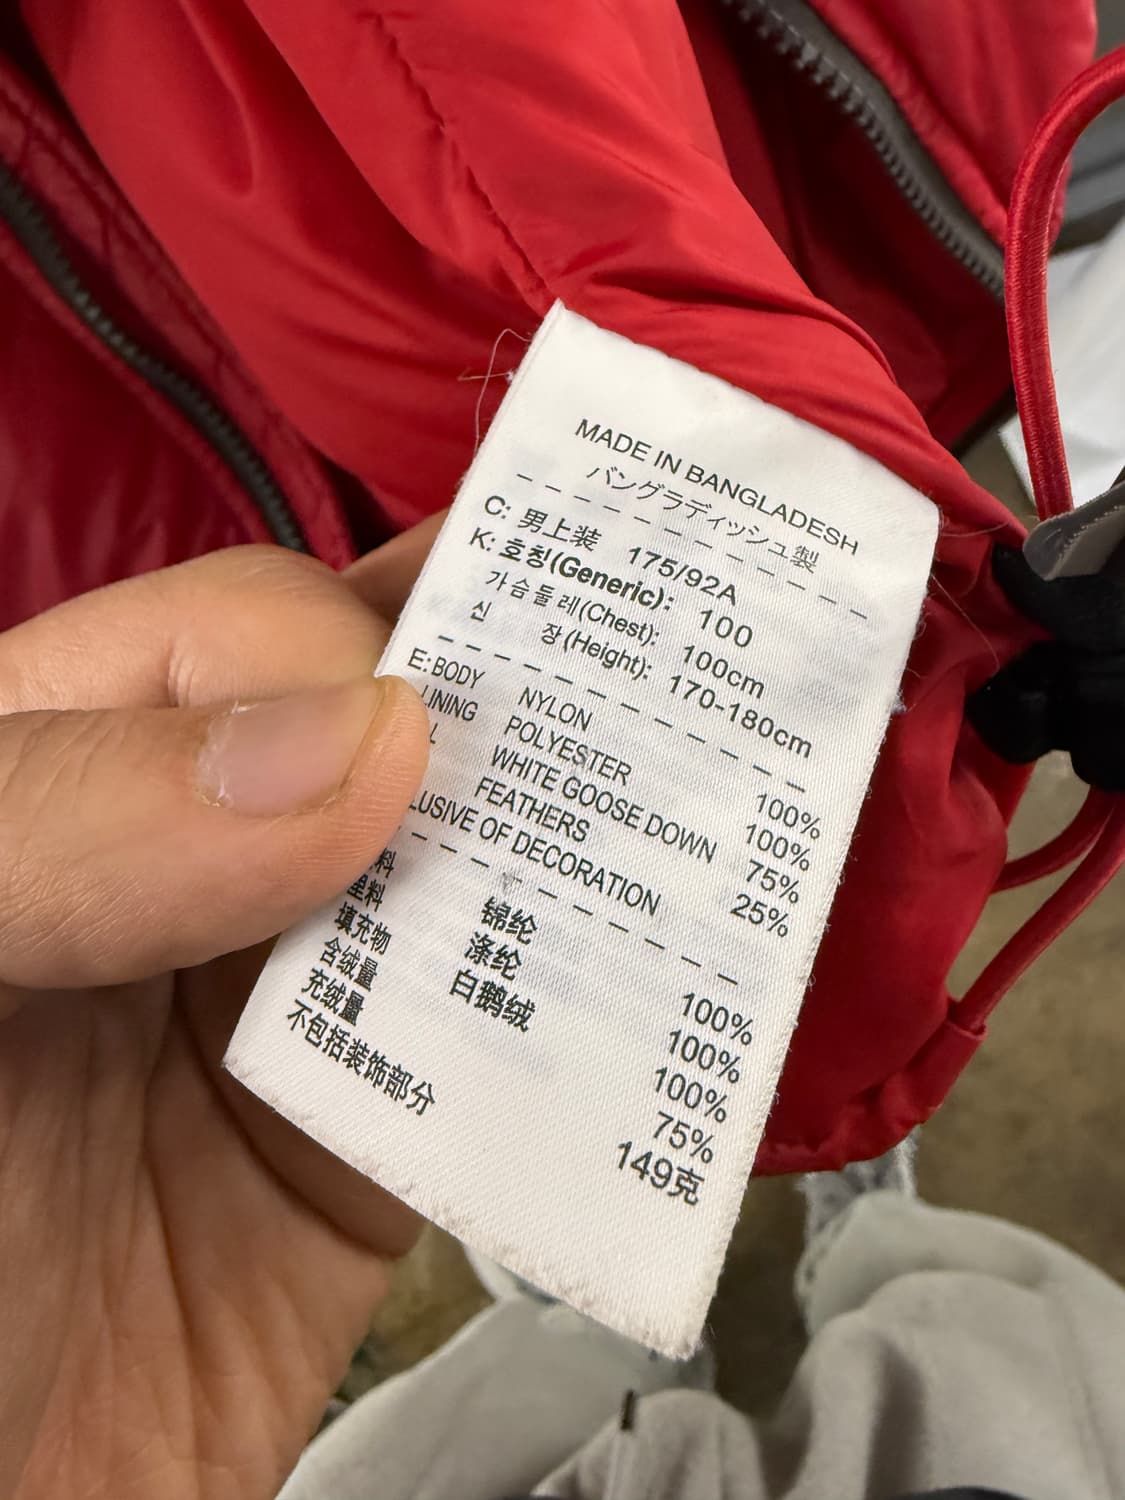 MADE IN BANGLADESH
バングラディッシュ製
C: 男上装 175/92A
K: 호칭(Generic): 100
가슴둘레(Chest): 100cm
신 장(Height): 170-180cm
E: BODY NYLON 100%
LINING POLYESTER 100%
WHITE GOOSE DOWN 75%
FEATHERS 25%
OF DECORATION
料 锦纶 100%
里料 涤纶 100%
填充物 白鹅绒 100%
含绒量 75%
充绒量 149克
不包括装饰部分